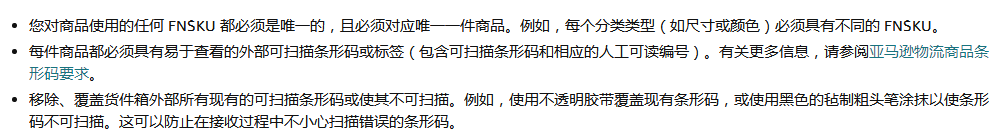 • 您对商品使用的任何 FNSKU 都必须是唯一的，且必须对应唯一一件商品。例如，每个分类类型（如尺寸或颜色）必须具有不同的 FNSKU。
• 每件商品都必须具有易于查看的外部可扫描条形码或标签（包含可扫描条形码和相应的人工可读编号）。有关更多信息，请参阅亚马逊物流商品条
形码要求。
• 移除、覆盖货件箱外部所有现有的可扫描条形码或使其不可扫描。例如，使用不透明胶带覆盖现有条形码，或使用黑色的毡制粗头笔涂抹以使条形
码不可扫描。这可以防止在接收过程中不小心扫描错误的条形码。